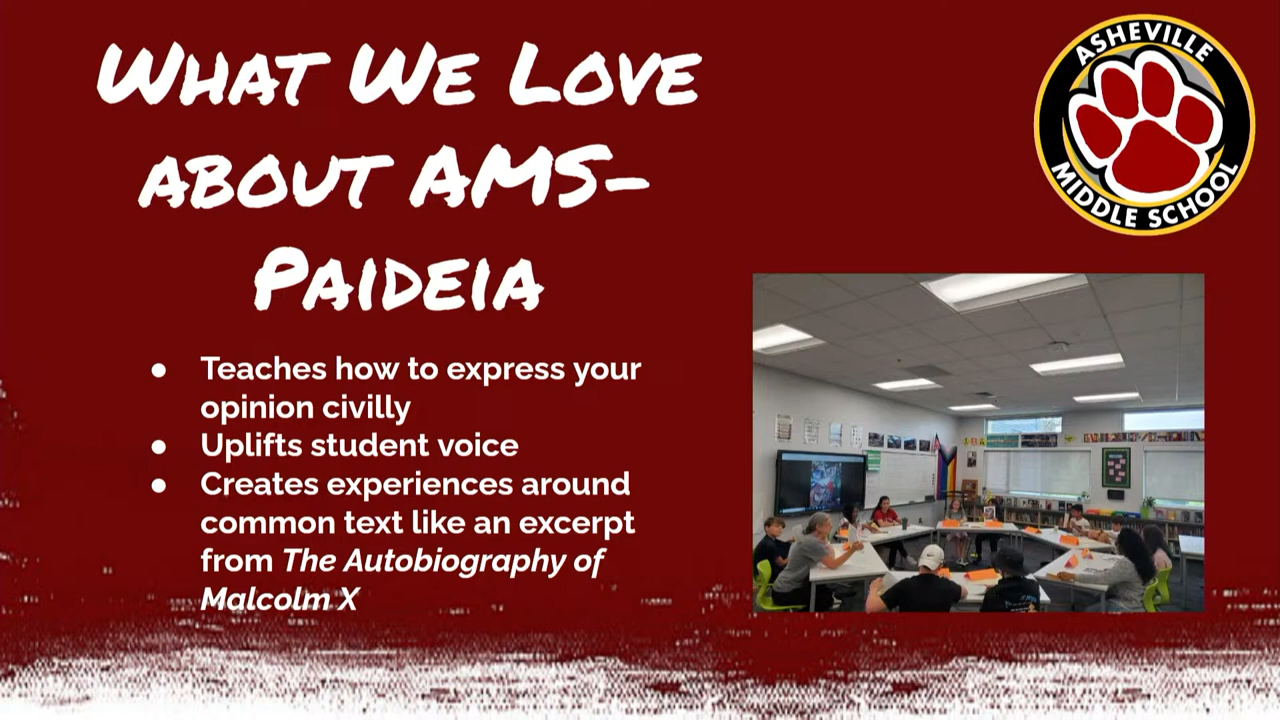 What We Love
about AMS-
Paideia
ASHEVILLE
MIDDLE SCHOOL
● Teaches how to express your
opinion civilly
● Uplifts student voice
● Creates experiences around
common text like an excerpt
from The Autobiography of
Malcolm X